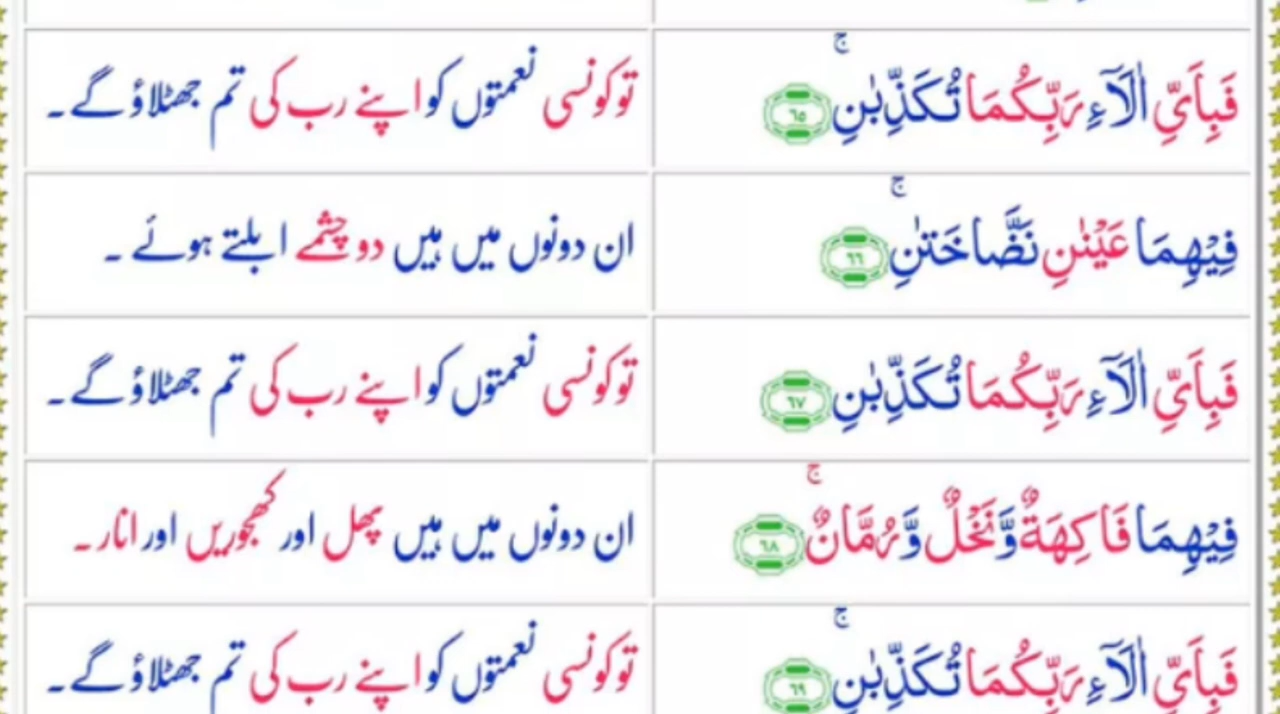 فَبِاَیِّ اٰلَآءِ رَبِّكُمَا تُكَذِّبٰنِۚ ٦٥
تو کونسی نعمتوں کو اپنے رب کی تم جھٹلاؤ گے۔
فِیْهِمَا عَیْنٰنِ نَضَّاخَتٰنِۚ ٦٦
ان دونوں میں ہیں دو چشمے ابلتے ہوئے ۔
فَبِاَیِّ اٰلَآءِ رَبِّكُمَا تُكَذِّبٰنِ ٦٧
تو کونسی نعمتوں کو اپنے رب کی تم جھٹلاؤ گے۔
فِیْهِمَا فَاكِهَةٌ وَّنَخْلٌ وَّرُمَّانٌۚ ٦٨
ان دونوں میں ہیں پھل اور کھجوریں اور انار ۔
فَبِاَیِّ اٰلَآءِ رَبِّكُمَا تُكَذِّبٰنِۚ ٦٩
تو کونسی نعمتوں کو اپنے رب کی تم جھٹلاؤ گے۔